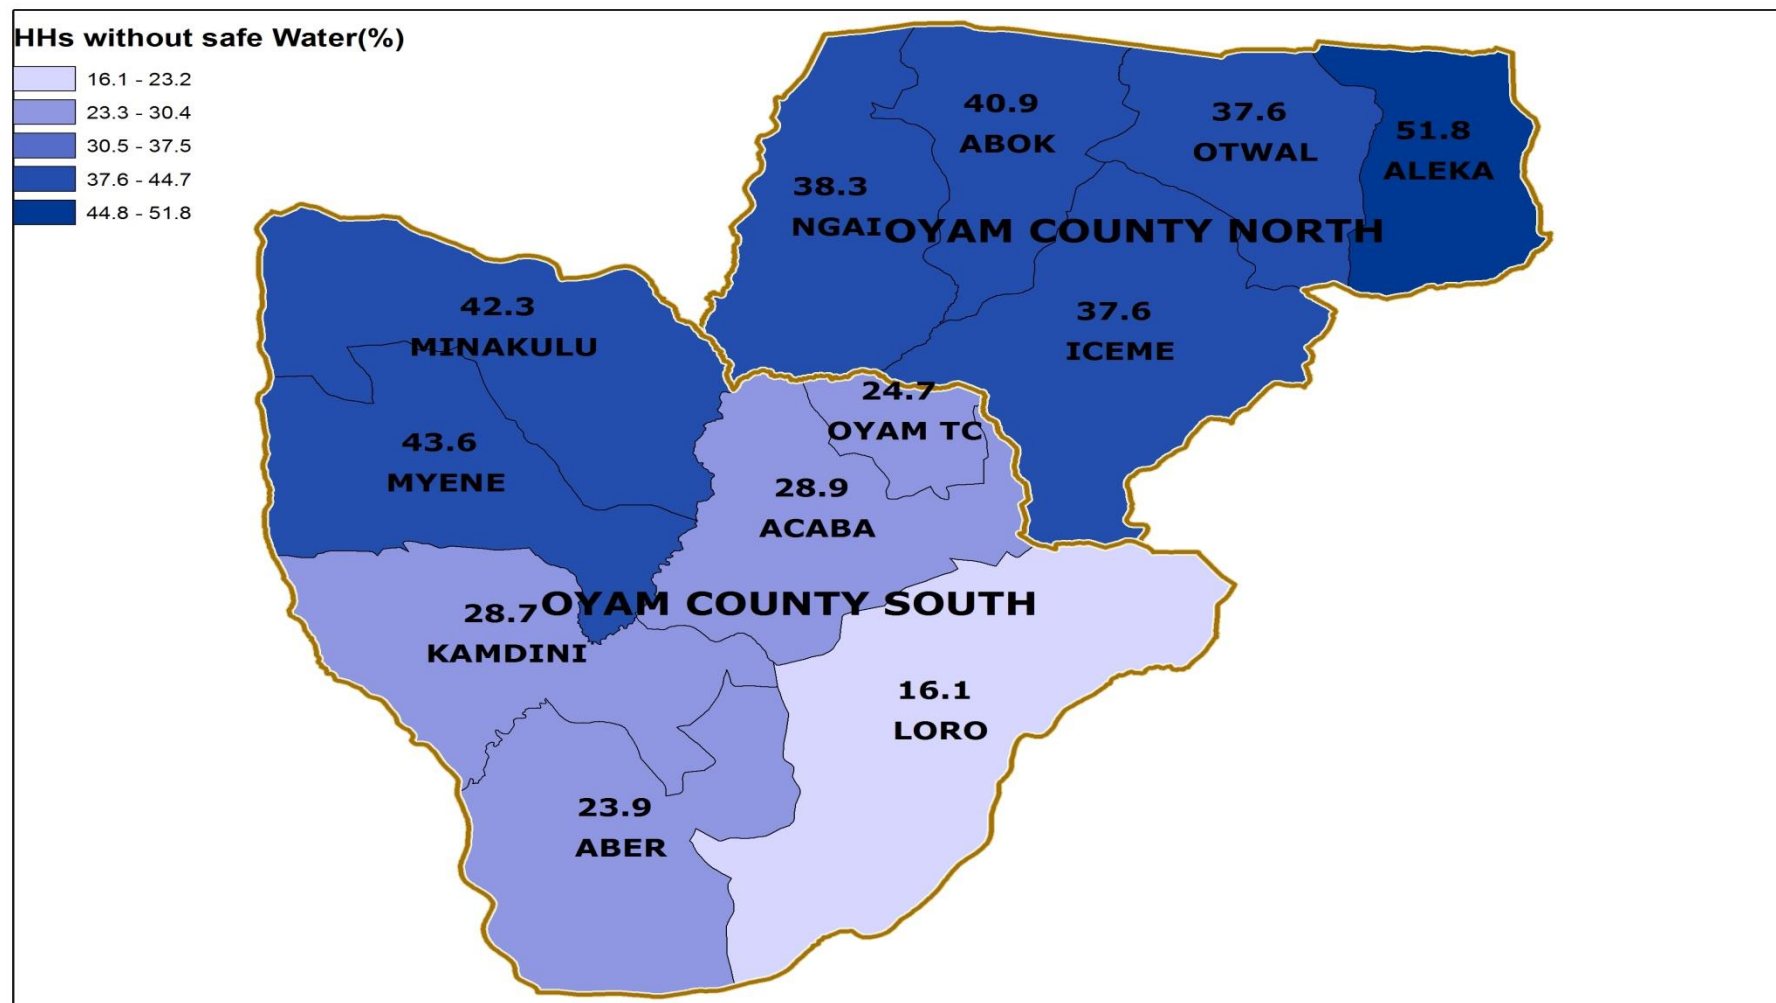 HHs without safe Water(%)
16.1 - 23.2
23.3 - 30.4
30.5 - 37.5
37.6 - 44.7
44.8 - 51.8
40.9
ABOK
37.6
OTWAL
51.8
ALEKA
38.3
NGAI
OYAM COUNTY NORTH
42.3
MINAKULU
37.6
ICEME
24.7
OYAM TC
43.6
MYENE
28.9
ACABA
28.7
KAMDINI
OYAM COUNTY SOUTH
16.1
LORO
23.9
ABER